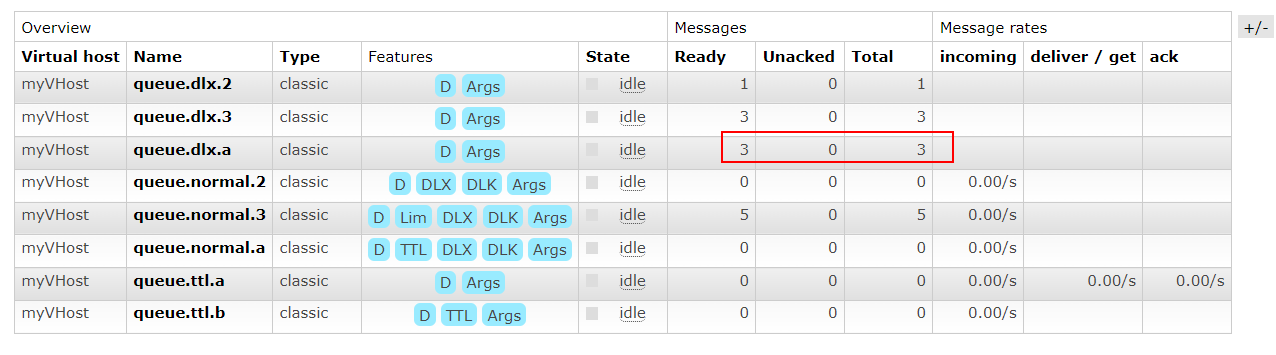 Overview Messages Message rates +/-
Virtual host Name Type Features State Ready Unacked Total incoming deliver / get ack
myVHost queue.dlx.2 classic D Args idle 1 0 1
myVHost queue.dlx.3 classic D Args idle 3 0 3
myVHost queue.dlx.a classic D Args idle 3 0 3
myVHost queue.normal.2 classic D DLX DLK Args idle 0 0 0 0.00/s
myVHost queue.normal.3 classic D Lim DLX DLK Args idle 5 0 5 0.00/s
myVHost queue.normal.a classic D TTL DLX DLK Args idle 0 0 0 0.00/s
myVHost queue.ttl.a classic D Args idle 0 0 0 0.00/s 0.00/s 0.00/s
myVHost queue.ttl.b classic D TTL Args idle 0 0 0 0.00/s